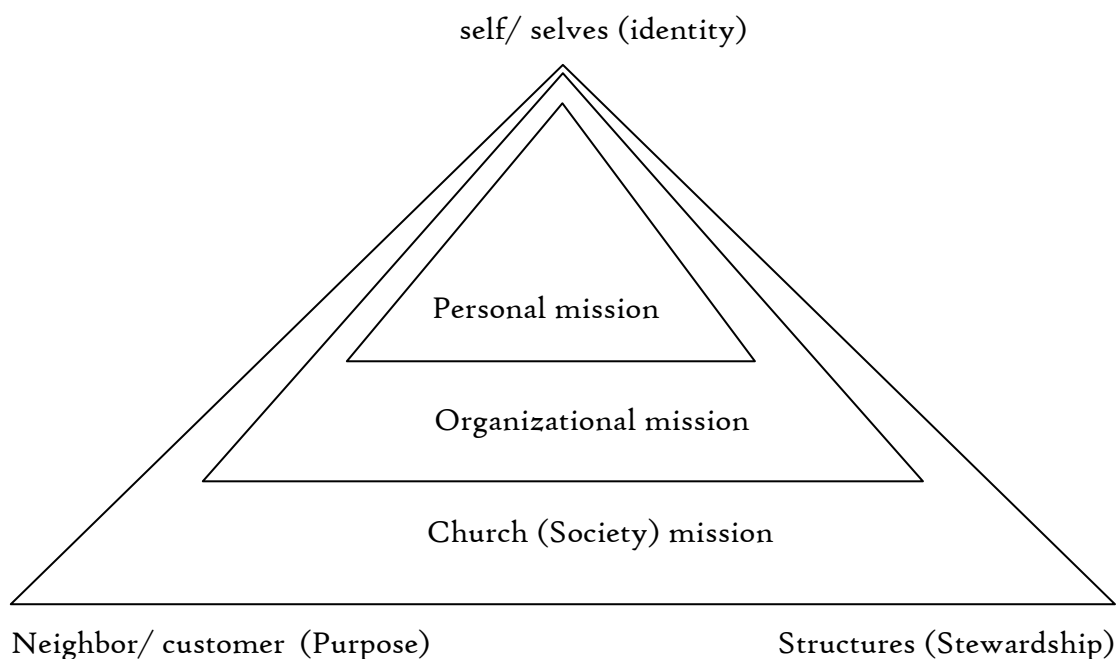 self/ selves (identity)
Personal mission
Organizational mission
Church (Society) mission
Neighbor/ customer (Purpose)
Structures (Stewardship)